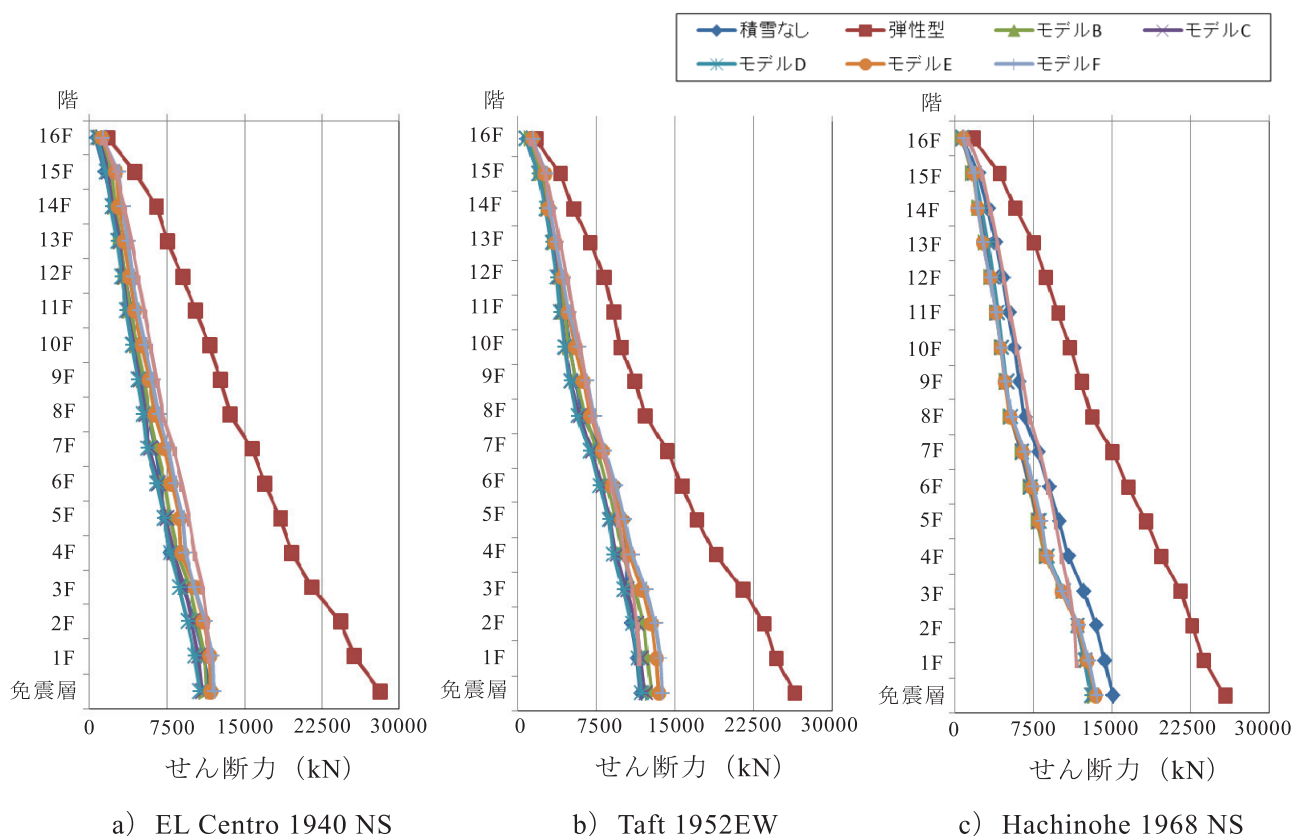 積雪なし 弾性型 モデルB モデルC
モデルD モデルE モデルF
階
16F
15F
14F
13F
12F
11F
10F
9F
8F
7F
6F
5F
4F
3F
2F
1F
免震層
0 7500 15000 22500 30000
せん断力（kN）
a） EL Centro 1940 NS
階
16F
15F
14F
13F
12F
11F
10F
9F
8F
7F
6F
5F
4F
3F
2F
1F
免震層
0 7500 15000 22500 30000
せん断力（kN）
b） Taft 1952EW
階
16F
15F
14F
13F
12F
11F
10F
9F
8F
7F
6F
5F
4F
3F
2F
1F
免震層
0 7500 15000 22500 30000
せん断力（kN）
c） Hachinohe 1968 NS